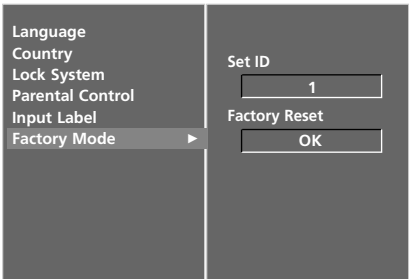 Language
Country
Lock System
Parental Control
Input Label
Factory Mode ►
Set ID
1
Factory Reset
OK